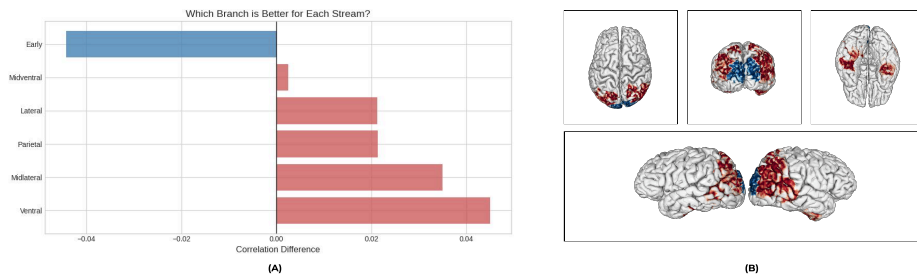 Which Branch is Better for Each Stream?
Early
Midventral
Lateral
Parietal
Midlateral
Ventral
−0.04 −0.02 0.00 0.02 0.04
Correlation Difference
(A) (B)